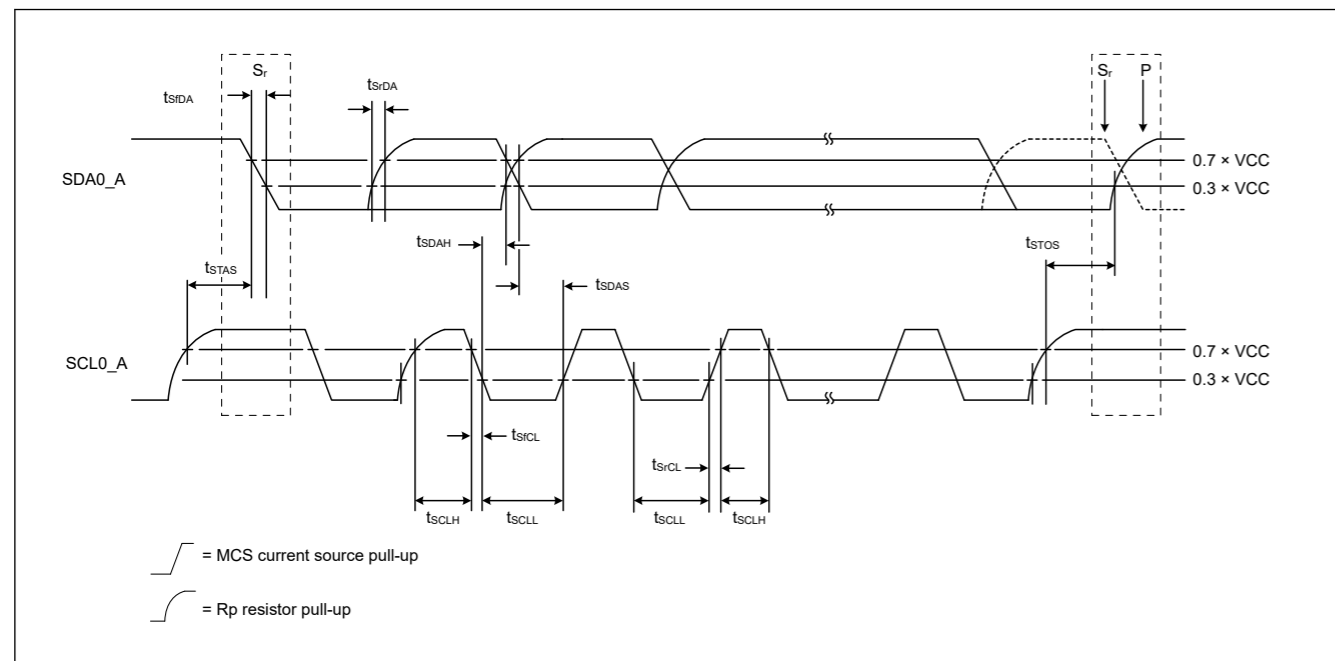 Sr
Sr P
tSfDA
tSrDA
0.7 × VCC
SDA0_A
0.3 × VCC
tSDAH
tSTOS
tSTAS
tSDAS
0.7 × VCC
SCL0_A
0.3 × VCC
tSfCL
tSrCL
tSCLH tSCLL tSCLL tSCLH
= MCS current source pull-up
= Rp resistor pull-up